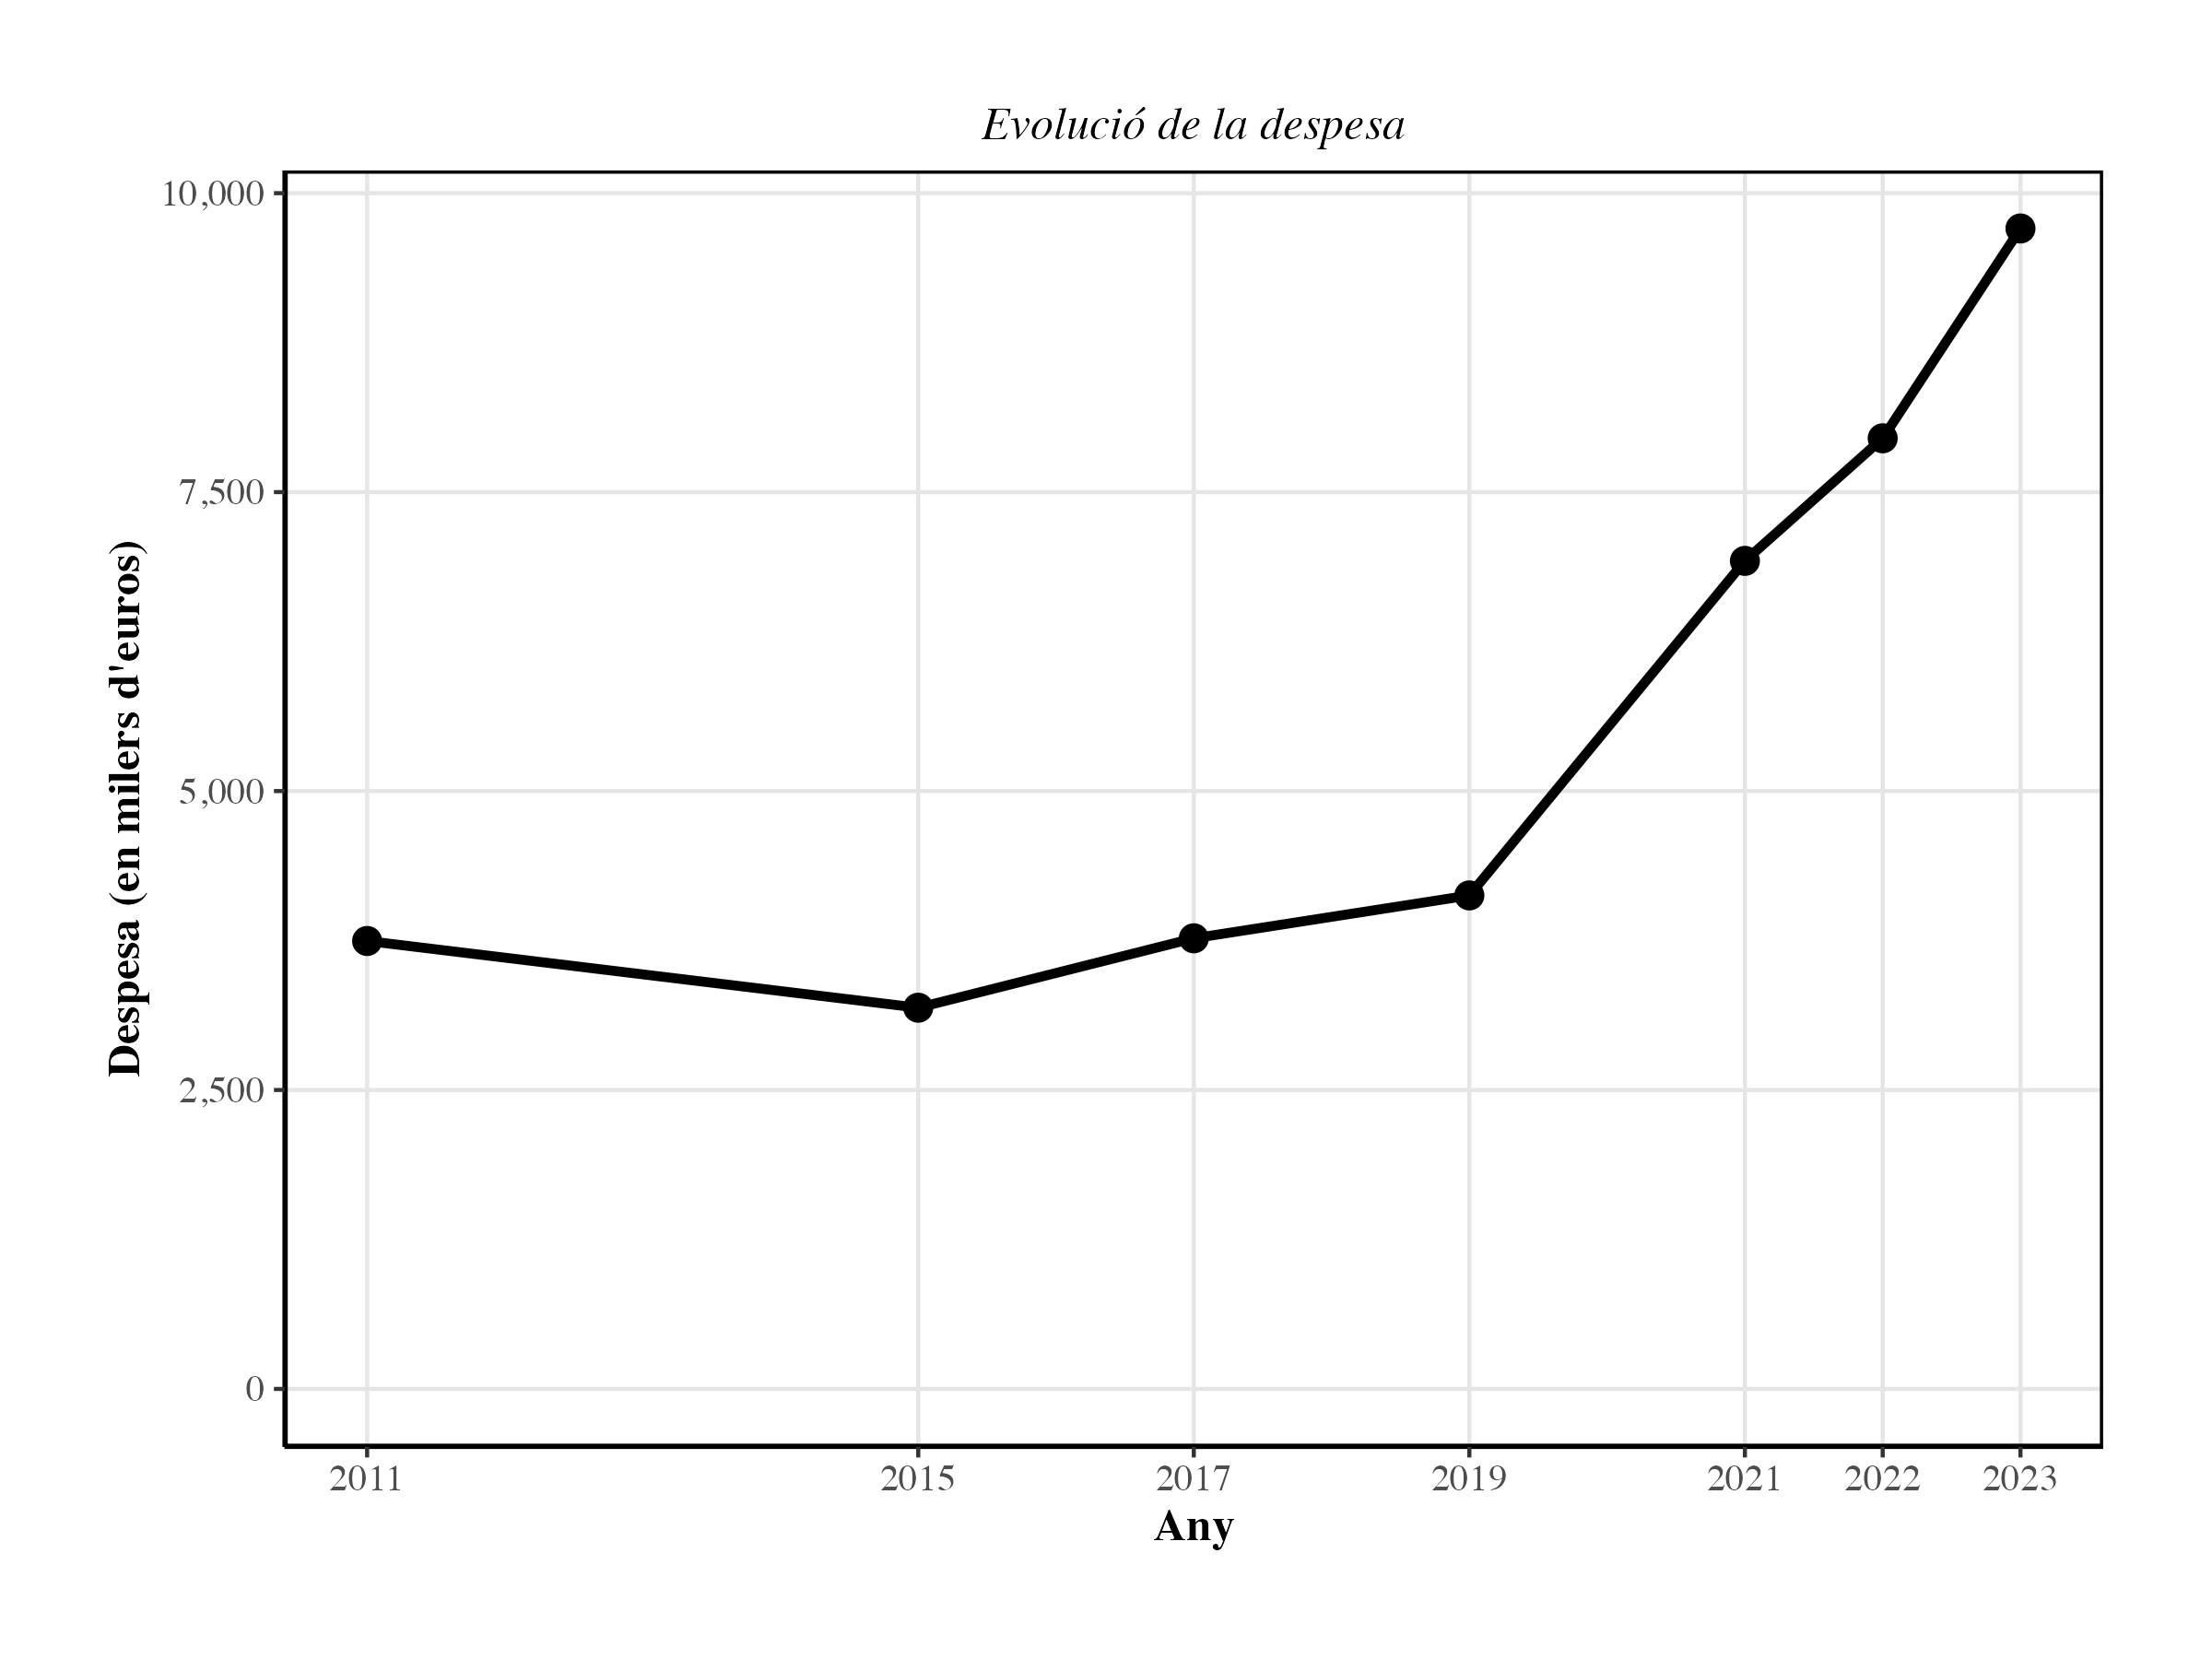 Evolució de la despesa
10,000
7,500
5,000
2,500
0
Despesa (en milers d'euros)
2011 2015 2017 2019 2021 2022 2023
Any